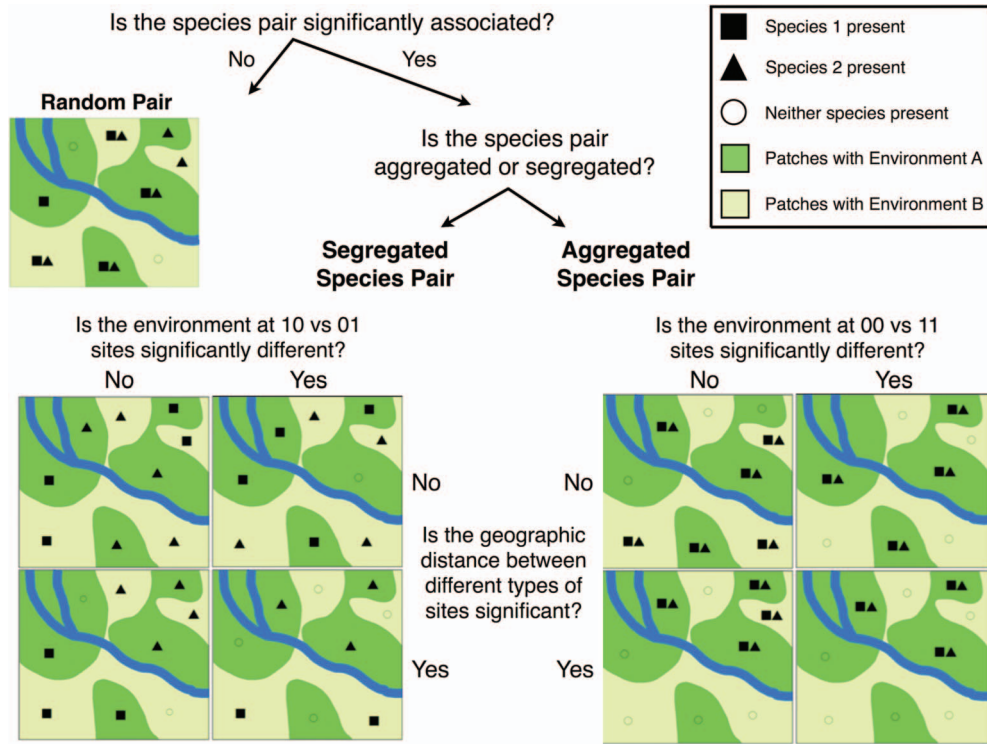 Is the species pair significantly associated?
No
Yes
Random Pair
Is the species pair
aggregated or segregated?
Segregated
Species Pair
Aggregated
Species Pair
Species 1 present
Species 2 present
Neither species present
Patches with Environment A
Patches with Environment B
Is the environment at 10 vs 01
sites significantly different?
No
Yes
Is the environment at 00 vs 11
sites significantly different?
No
Yes
No
No
Is the geographic
distance between
different types of
sites significant?
Yes
Yes